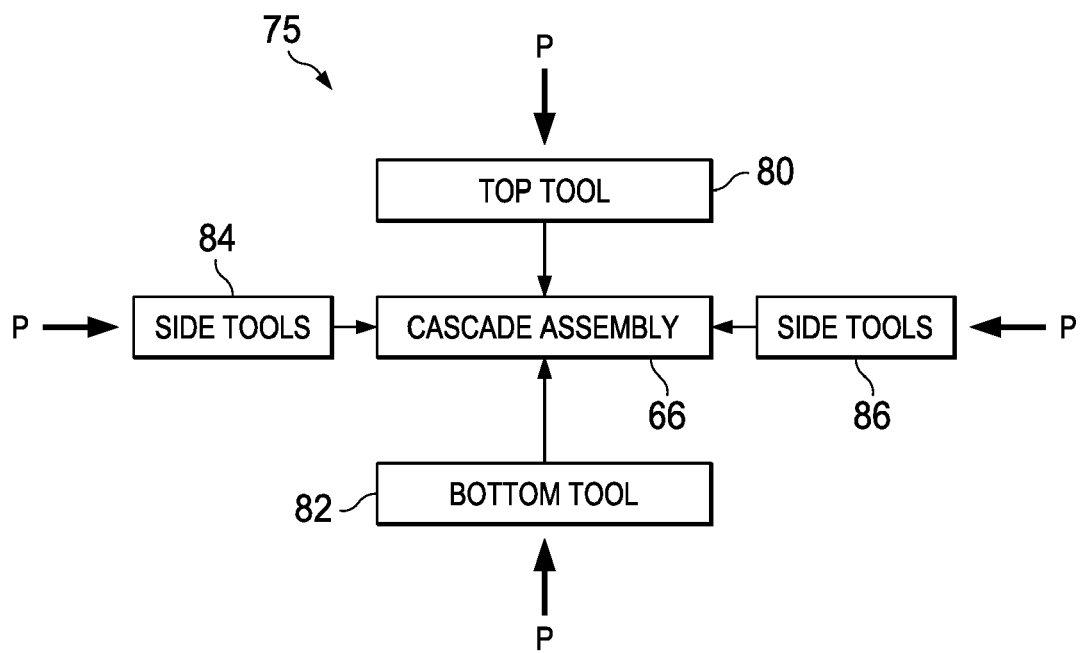 75
P
TOP TOOL
80
84
P
SIDE TOOLS
CASCADE ASSEMBLY
SIDE TOOLS
P
66
86
BOTTOM TOOL
82
P